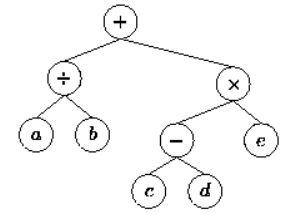 +
÷ ×
a b − e
c d